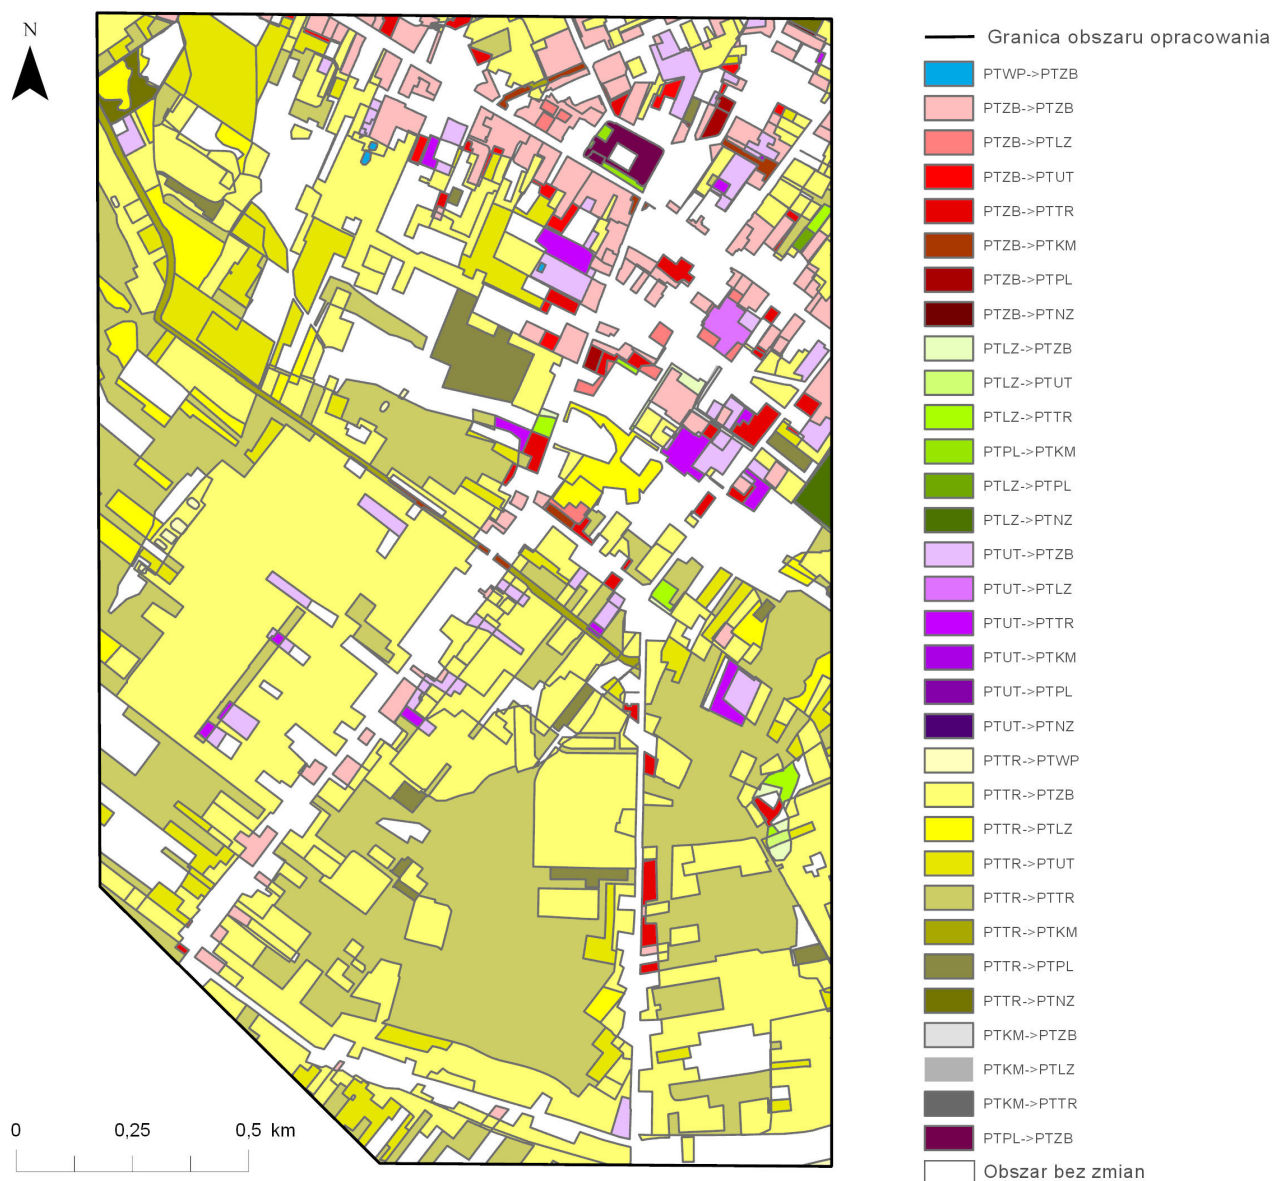 N
Granica obszaru opracowania
PTWP->PTZB
PTZB->PTZB
PTZB->PTLZ
PTZB->PTUT
PTZB->PTTR
PTZB->PTKM
PTZB->PTPL
PTZB->PTNZ
PTLZ->PTZB
PTLZ->PTUT
PTLZ->PTTR
PTPL->PTKM
PTLZ->PTPL
PTLZ->PTNZ
PTUT->PTZB
PTUT->PTLZ
PTUT->PTTR
PTUT->PTKM
PTUT->PTPL
PTUT->PTNZ
PTTR->PTWP
PTTR->PTZB
PTTR->PTLZ
PTTR->PTUT
PTTR->PTTR
PTTR->PTKM
PTTR->PTPL
PTTR->PTNZ
PTKM->PTZB
PTKM->PTLZ
PTKM->PTTR
PTPL->PTZB
Obszar bez zmian
0 0,25 0,5 km